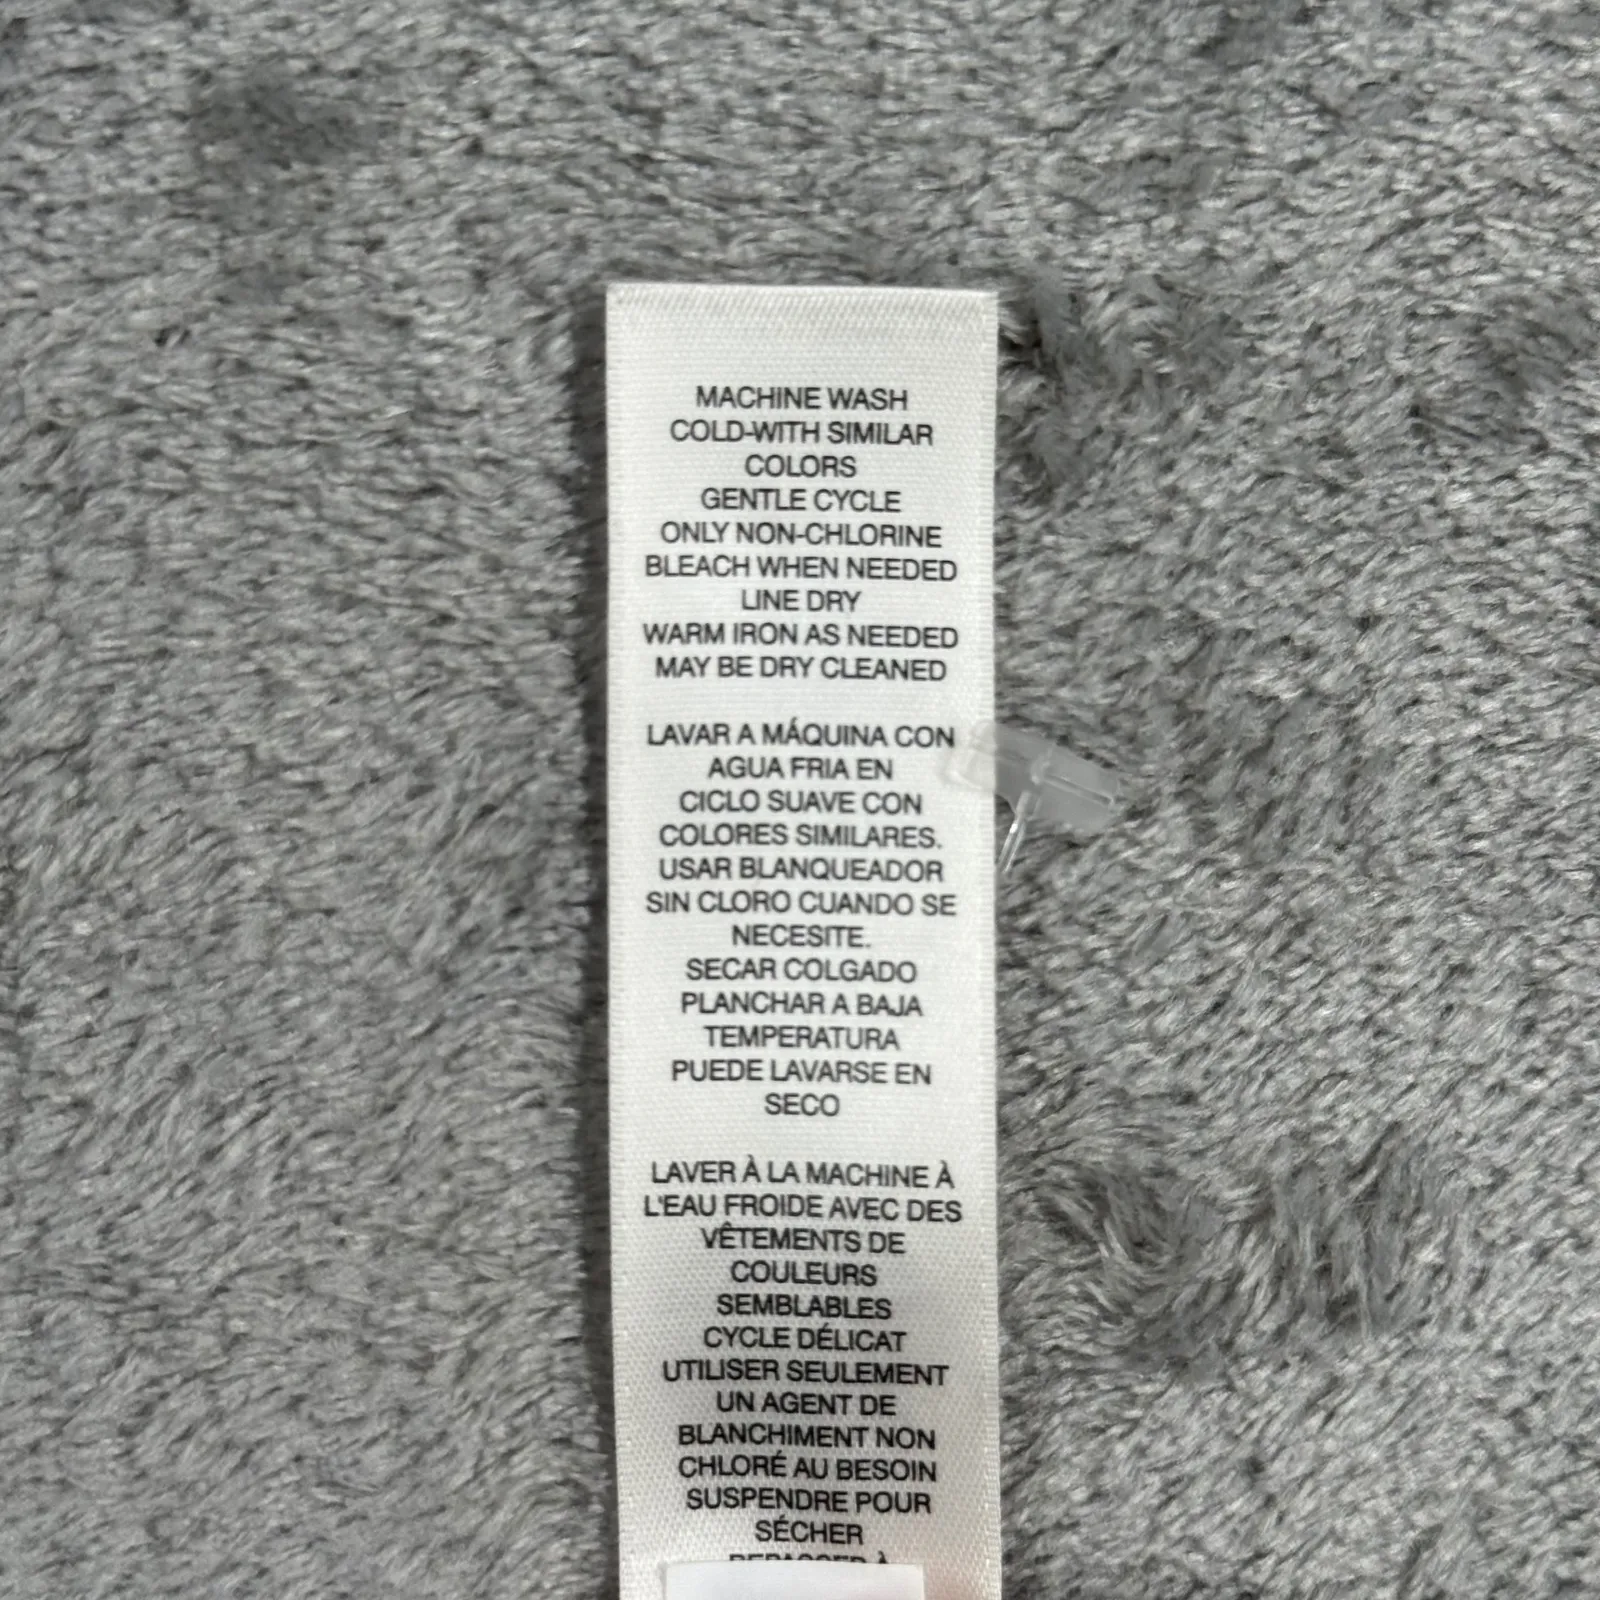 MACHINE WASH
COLD-WITH SIMILAR
COLORS
GENTLE CYCLE
ONLY NON-CHLORINE
BLEACH WHEN NEEDED
LINE DRY
WARM IRON AS NEEDED
MAY BE DRY CLEANED
LAVAR A MÁQUINA CON
AGUA FRIA EN
CICLO SUAVE CON
COLORES SIMILARES.
USAR BLANQUEADOR
SIN CLORO CUANDO SE
NECESITE.
SECAR COLGADO
PLANCHAR A BAJA
TEMPERATURA
PUEDE LAVARSE EN
SECO
LAVER À LA MACHINE À
L'EAU FROIDE AVEC DES
VÊTEMENTS DE
COULEURS
SEMBLABLES
CYCLE DÉLICAT
UTILISER SEULEMENT
UN AGENT DE
BLANCHIMENT NON
CHLORÉ AU BESOIN
SUSPENDRE POUR
SÉCHER